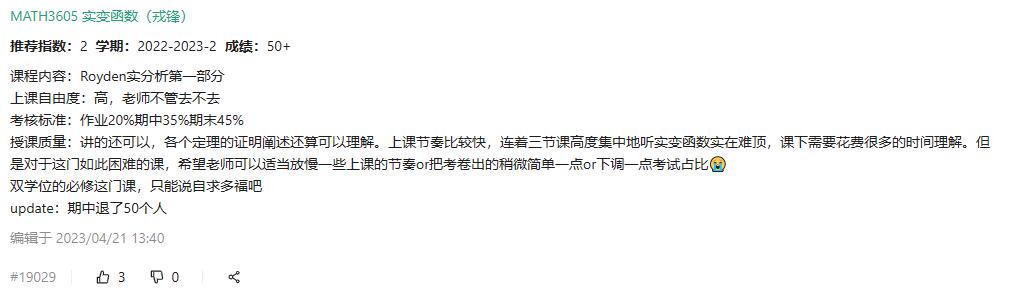 MATH3605 实变函数（戎锋）
推荐指数：2 学期：2022-2023-2 成绩：50+
课程内容：Royden实分析第一部分
上课自由度：高，老师不管去不去
考核标准：作业20%期中35%期末45%
授课质量：讲的还可以，各个定理的证明阐述还算可以理解。上课节奏比较快，连着三节课高度集中地听实变函数实在难顶，课下需要花费很多的时间理解。但
是对于这门如此困难的课，希望老师可以适当放慢一些上课的节奏or把考卷出的稍微简单一点or下调一点考试占比😭
双学位的必修这门课，只能说自求多福吧
update：期中退了50个人
编辑于 2023/04/21 13:40
#19029 3 0